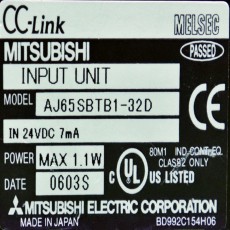 CC-Link MELSEC
MITSUBISHI PASSED
INPUT UNIT
MODEL AJ65SBTB1-32D
IN 24VDC 7mA
POWER MAX 1.1W
80M1 IND.CONT.EQ.
CLASS2 ONLY
DATE 0603S
C UL US LISTED
MITSUBISHI ELECTRIC CORPORATION
MADE IN JAPAN BD992C154H06